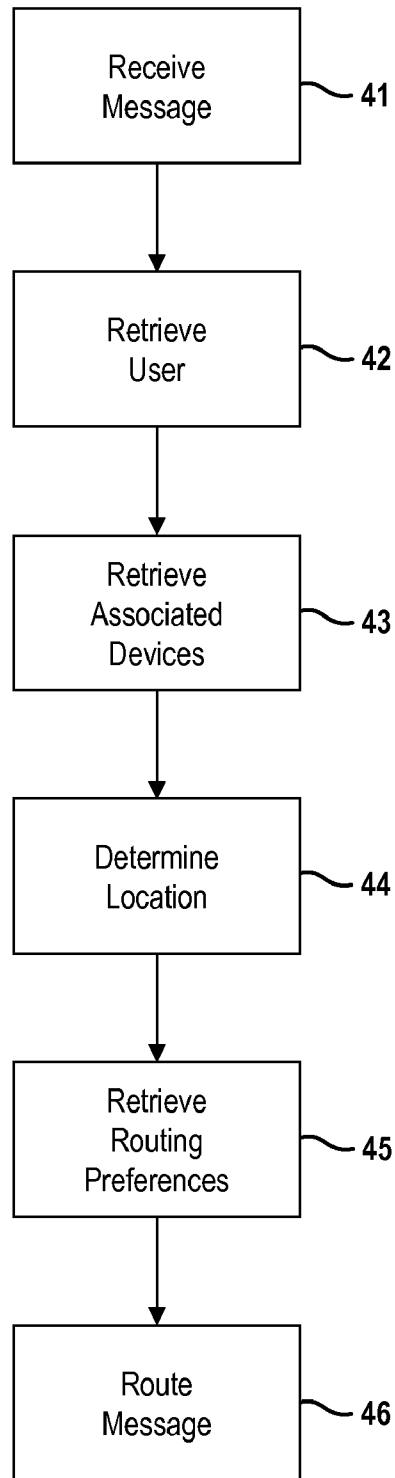 Receive
Message
41
Retrieve
User
42
Retrieve
Associated
Devices
43
Determine
Location
44
Retrieve
Routing
Preferences
45
Route
Message
46